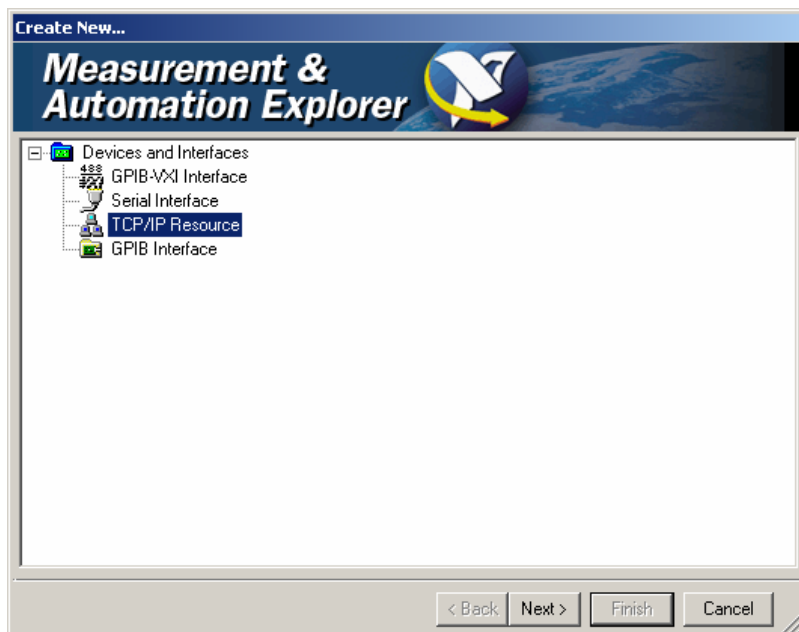 Create New...
Measurement &
Automation Explorer
Devices and Interfaces
GPIB-VXI Interface
Serial Interface
TCP/IP Resource
GPIB Interface
< Back Next > Finish Cancel